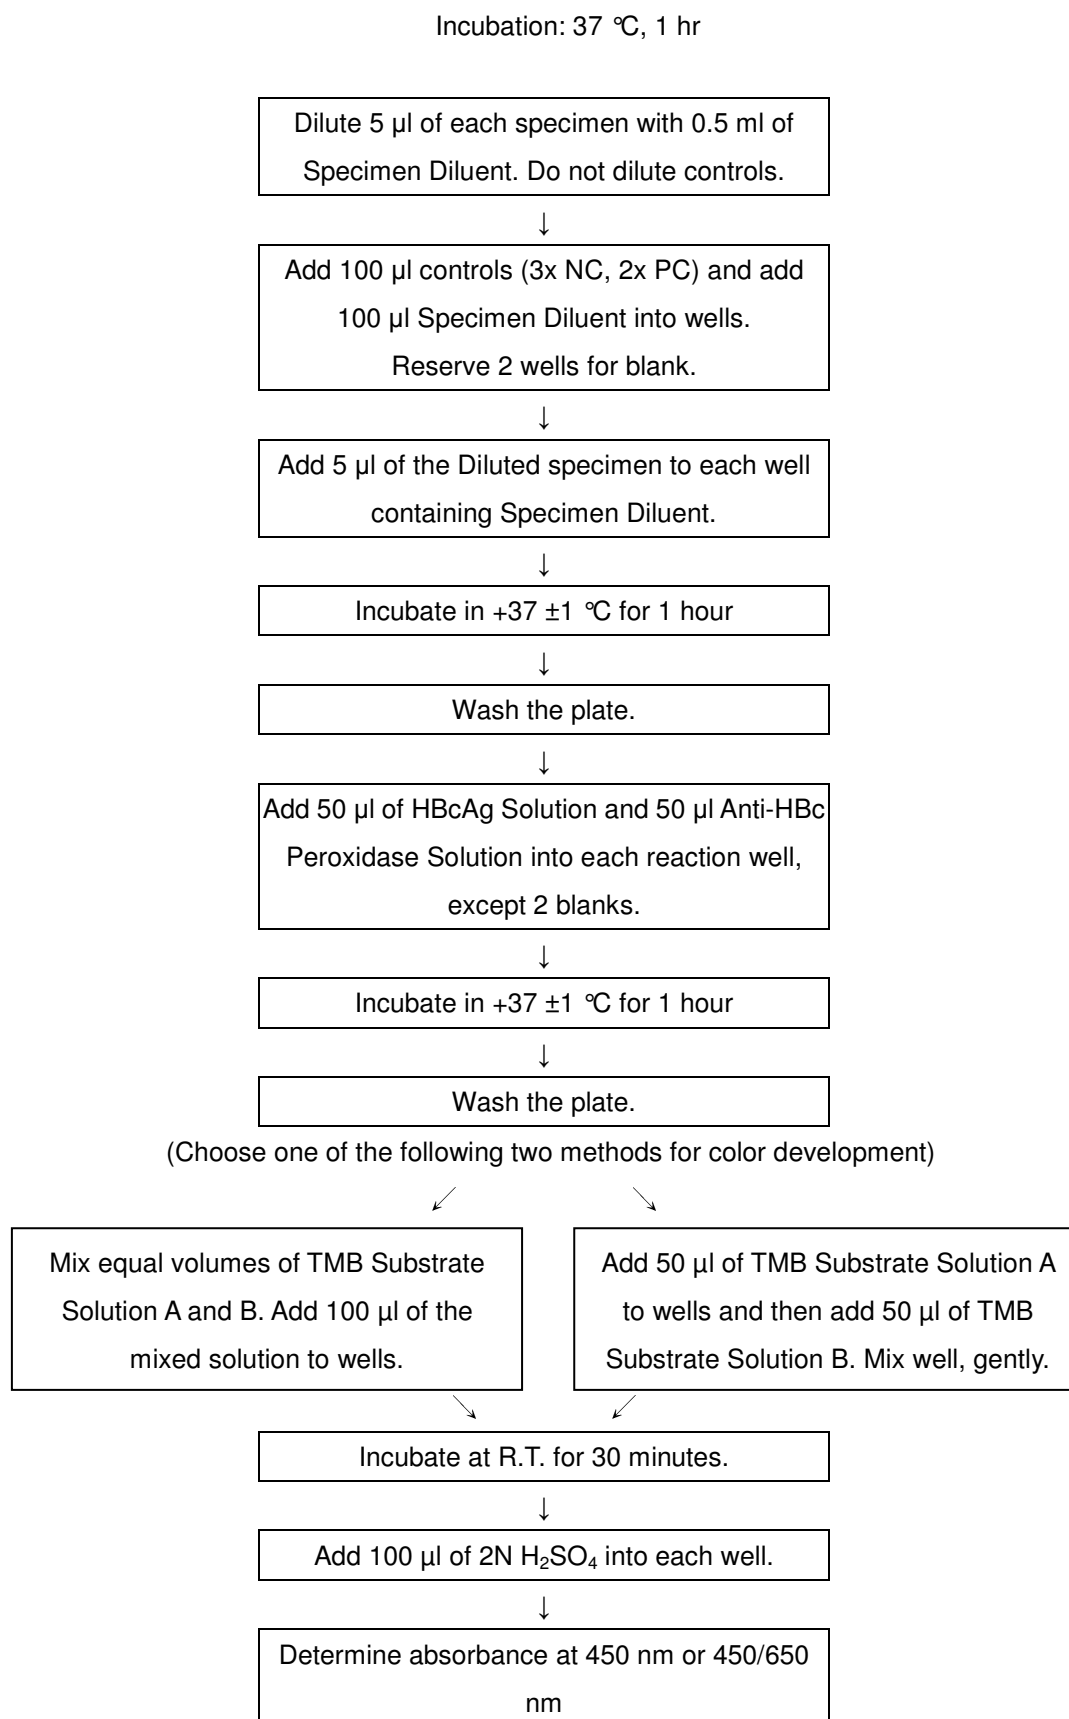 Incubation: 37 ℃, 1 hr
Dilute 5 µl of each specimen with 0.5 ml of
Specimen Diluent. Do not dilute controls.
↓
Add 100 µl controls (3x NC, 2x PC) and add
100 µl Specimen Diluent into wells.
Reserve 2 wells for blank.
↓
Add 5 µl of the Diluted specimen to each well
containing Specimen Diluent.
↓
Incubate in +37 ±1 ℃ for 1 hour
↓
Wash the plate.
↓
Add 50 µl of HBcAg Solution and 50 µl Anti-HBc
Peroxidase Solution into each reaction well,
except 2 blanks.
↓
Incubate in +37 ±1 ℃ for 1 hour
↓
Wash the plate.
(Choose one of the following two methods for color development)
Mix equal volumes of TMB Substrate
Solution A and B. Add 100 µl of the
mixed solution to wells.
Add 50 µl of TMB Substrate Solution A
to wells and then add 50 µl of TMB
Substrate Solution B. Mix well, gently.
Incubate at R.T. for 30 minutes.
↓
Add 100 µl of 2N H₂SO₄ into each well.
↓
Determine absorbance at 450 nm or 450/650
nm